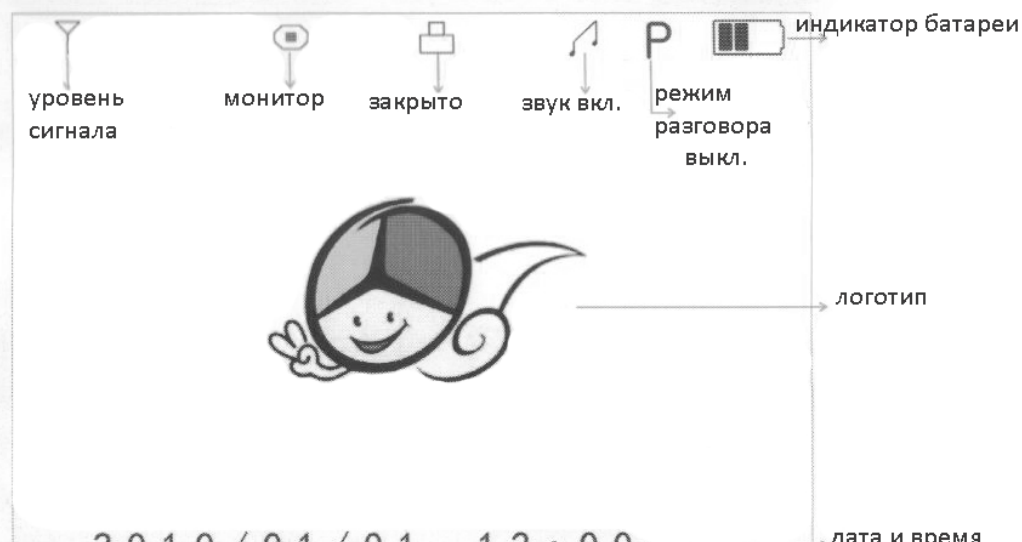 P
индикатор батареи
уровень
сигнала
монитор
закрыто
звук вкл.
режим
разговора
выкл.
логотип
2010/01/01 12:00
дата и время